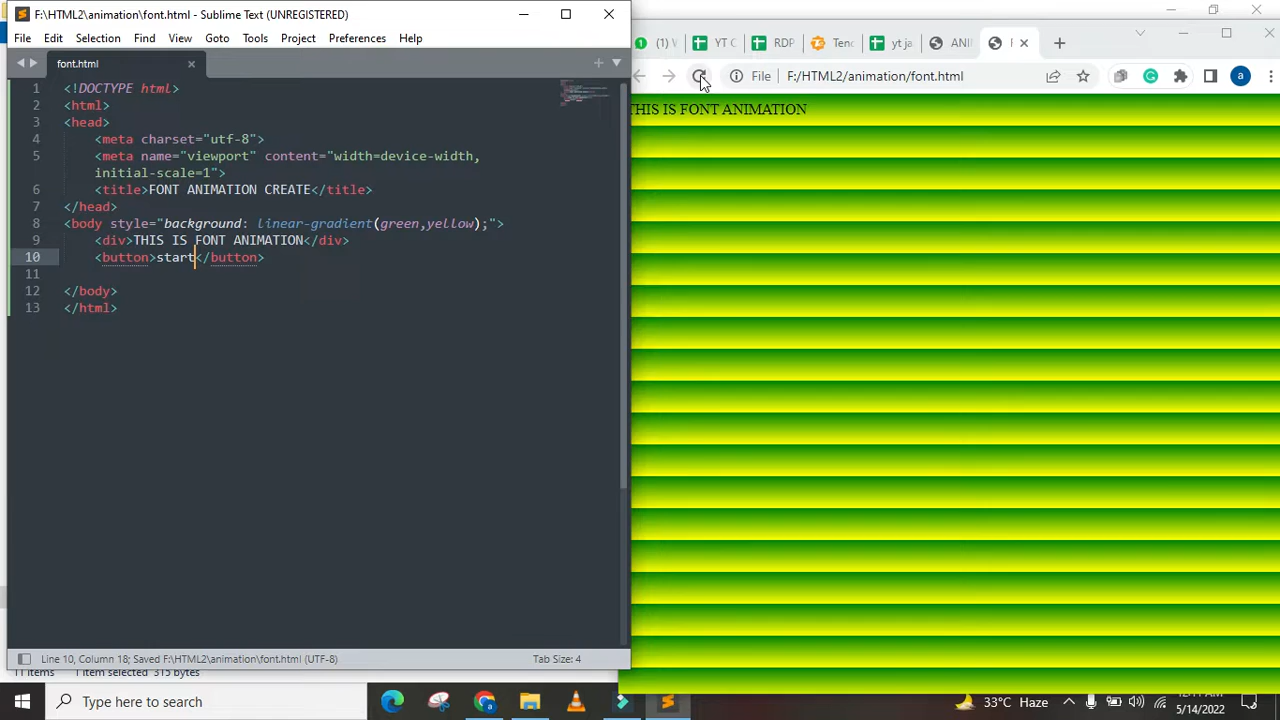 F:\HTML2\animation\font.html - Sublime Text (UNREGISTERED)
File Edit Selection Find View Goto Tools Project Preferences Help
font.html
1 <!DOCTYPE html>
2 <html>
3 <head>
4 <meta charset="utf-8">
5 <meta name="viewport" content="width=device-width,
initial-scale=1">
6 <title>FONT ANIMATION CREATE</title>
7 </head>
8 <body style="background: linear-gradient(green,yellow);">
9 <div>THIS IS FONT ANIMATION</div>
10 <button>start</button>
11
12 </body>
13 </html>
Line 10, Column 18; Saved F:\HTML2\animation\font.html (UTF-8) Tab Size: 4
1 (1) YT C RDP Tenc yt ja ANI
File F:/HTML2/animation/font.html a
THIS IS FONT ANIMATION
11 items 1 item selected 315 bytes
Type here to search
33°C Haze
5/14/2022